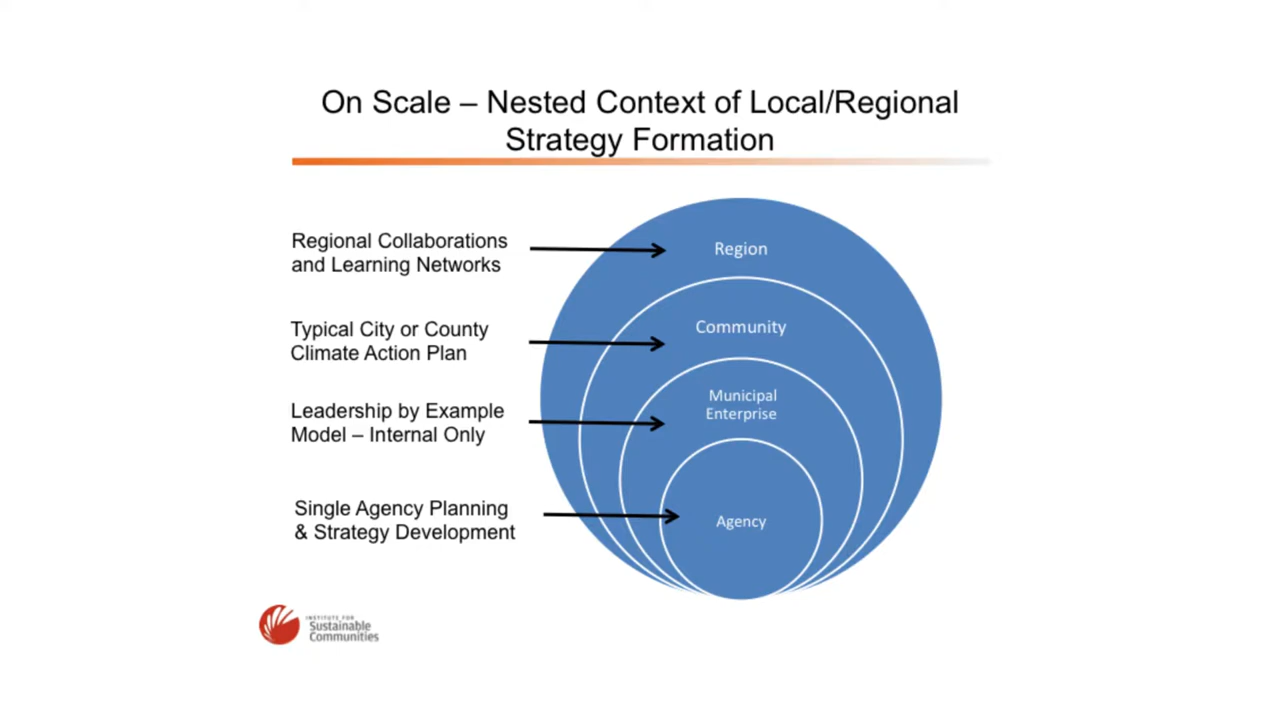 On Scale – Nested Context of Local/Regional
Strategy Formation
Regional Collaborations
and Learning Networks
Region
Typical City or County
Climate Action Plan
Community
Leadership by Example
Model – Internal Only
Municipal
Enterprise
Single Agency Planning
& Strategy Development
Agency
INSTITUTE FOR
Sustainable
Communities